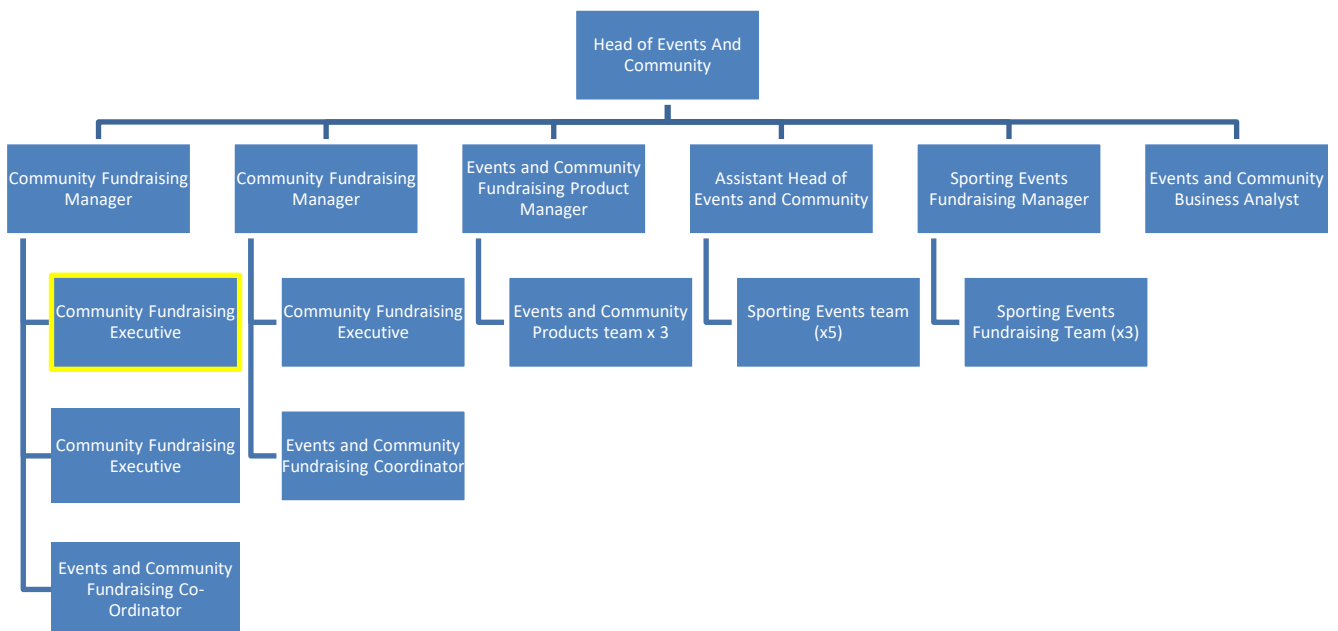 Head of Events And
Community
Community Fundraising
Manager
Community Fundraising
Manager
Events and Community
Fundraising Product
Manager
Assistant Head of
Events and Community
Sporting Events
Fundraising Manager
Events and Community
Business Analyst
Community Fundraising
Executive
Community Fundraising
Executive
Events and Community
Products team x 3
Sporting Events team
(x5)
Sporting Events
Fundraising Team (x3)
Community Fundraising
Executive
Events and Community
Fundraising Coordinator
Events and Community
Fundraising Co-
Ordinator